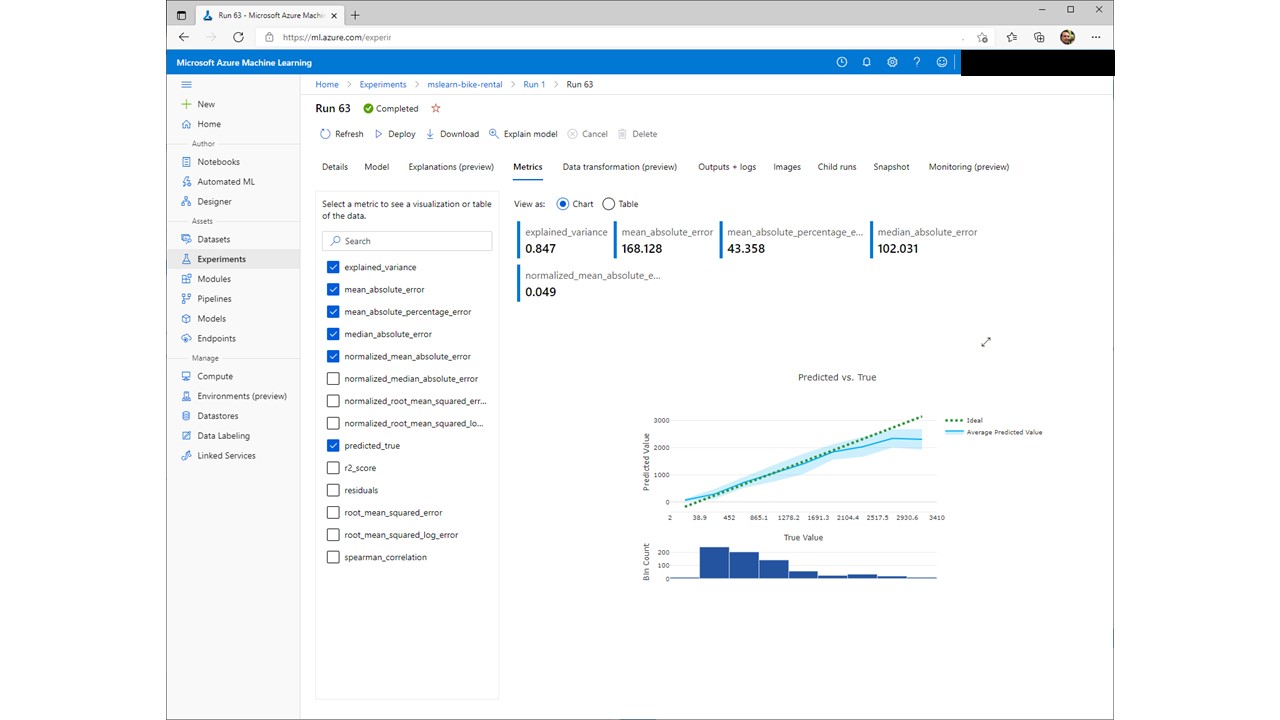 Run 63 - Microsoft Azure Machine
https://ml.azure.com/experir
Microsoft Azure Machine Learning
New
Home
Author
Notebooks
Automated ML
Designer
Assets
Datasets
Experiments
Modules
Pipelines
Models
Endpoints
Manage
Compute
Environments (preview)
Datastores
Data Labeling
Linked Services
Home > Experiments > mslearn-bike-rental > Run 1 > Run 63
Run 63 Completed
Refresh Deploy Download Explain model Cancel Delete
Details Model Explanations (preview) Metrics Data transformation (preview) Outputs + logs Images Child runs Snapshot Monitoring (preview)
Select a metric to see a visualization or table
of the data.
Search
explained_variance
mean_absolute_error
mean_absolute_percentage_error
median_absolute_error
normalized_mean_absolute_error
normalized_median_absolute_error
normalized_root_mean_squared_err...
normalized_root_mean_squared_lo...
predicted_true
r2_score
residuals
root_mean_squared_error
root_mean_squared_log_error
spearman_correlation
View as: Chart Table
explained_variance mean_absolute_error mean_absolute_percentage_e... median_absolute_error
0.847 168.128 43.358 102.031
normalized_mean_absolute_e...
0.049
Predicted vs. True
Predicted Value
3000
2000
1000
0
Ideal
Average Predicted Value
2 38.9 452 865.1 1278.2 1691.3 2104.4 2517.5 2930.6 3410
True Value
Bin Count
200
100
0